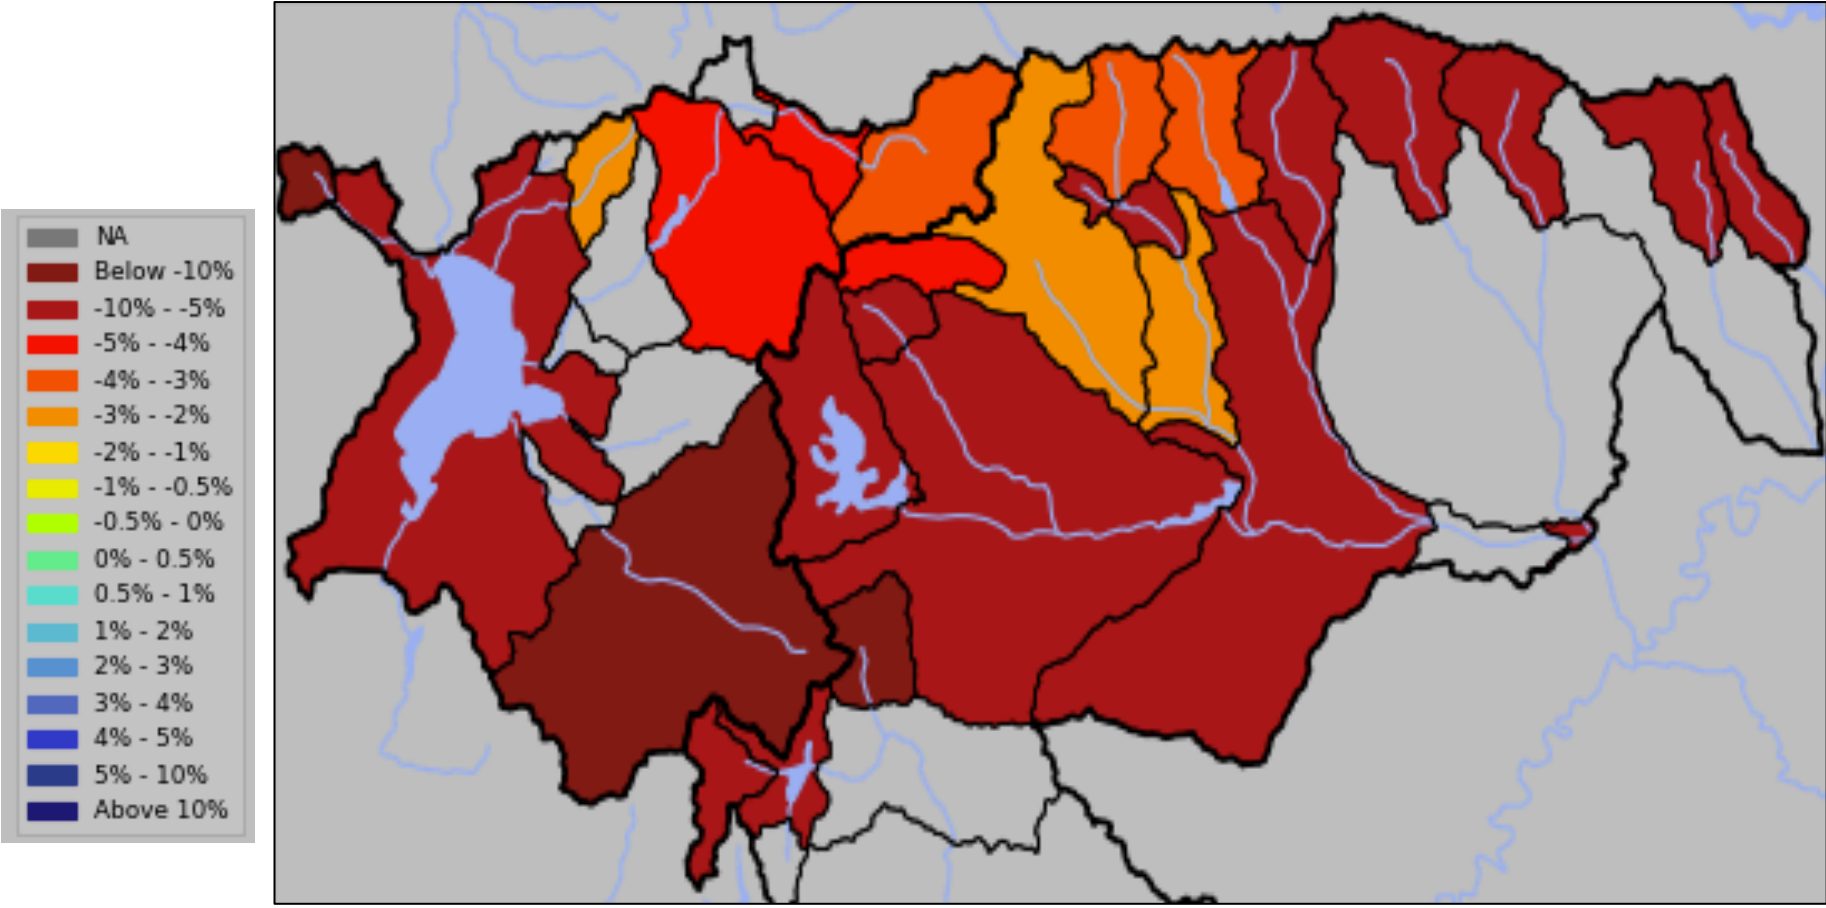 NA
Below -10%
-10% - -5%
-5% - -4%
-4% - -3%
-3% - -2%
-2% - -1%
-1% - -0.5%
-0.5% - 0%
0% - 0.5%
0.5% - 1%
1% - 2%
2% - 3%
3% - 4%
4% - 5%
5% - 10%
Above 10%